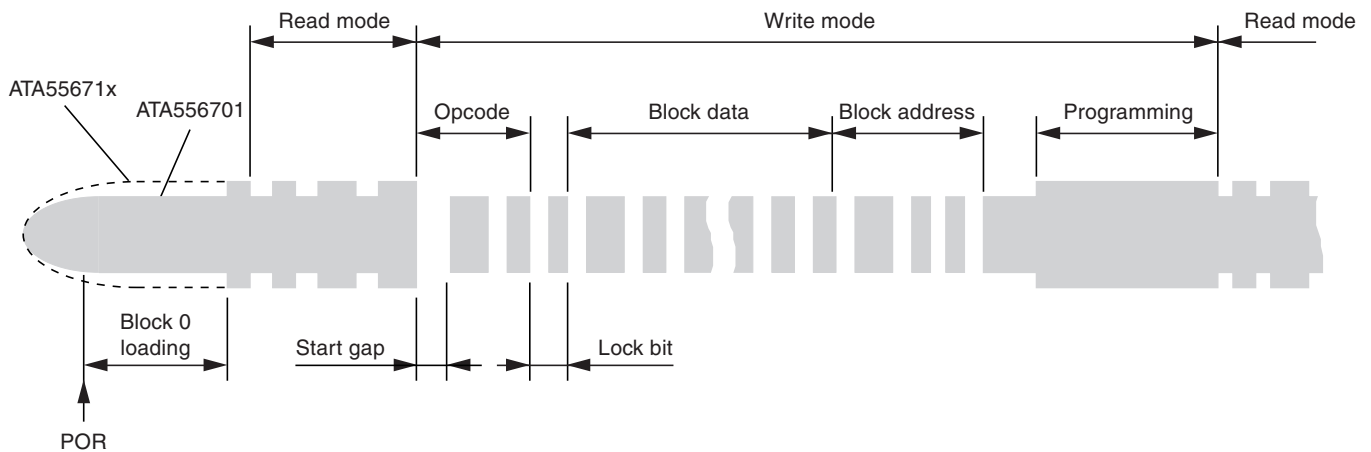 Read mode
Write mode
Read mode
ATA55671x
ATA556701
Opcode
Block data
Block address
Programming
Block 0
loading
Start gap
Lock bit
POR